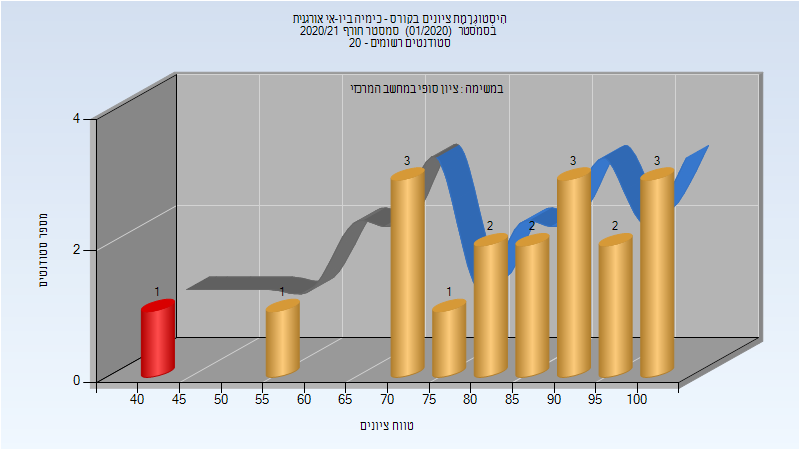 היסטוגרמת ציונים בקורס - כימיה ביו-אי אורגנית
בסמסטר (01/2020) סמסטר חורף 2020/21
סטודנטים רשומים - 20
במשימה : ציון סופי במחשב המרכזי
מספר סטודנטים
4
2
0
1
1
3
1
2
2
3
2
3
40 45 50 55 60 65 70 75 80 85 90 95 100
טווח ציונים